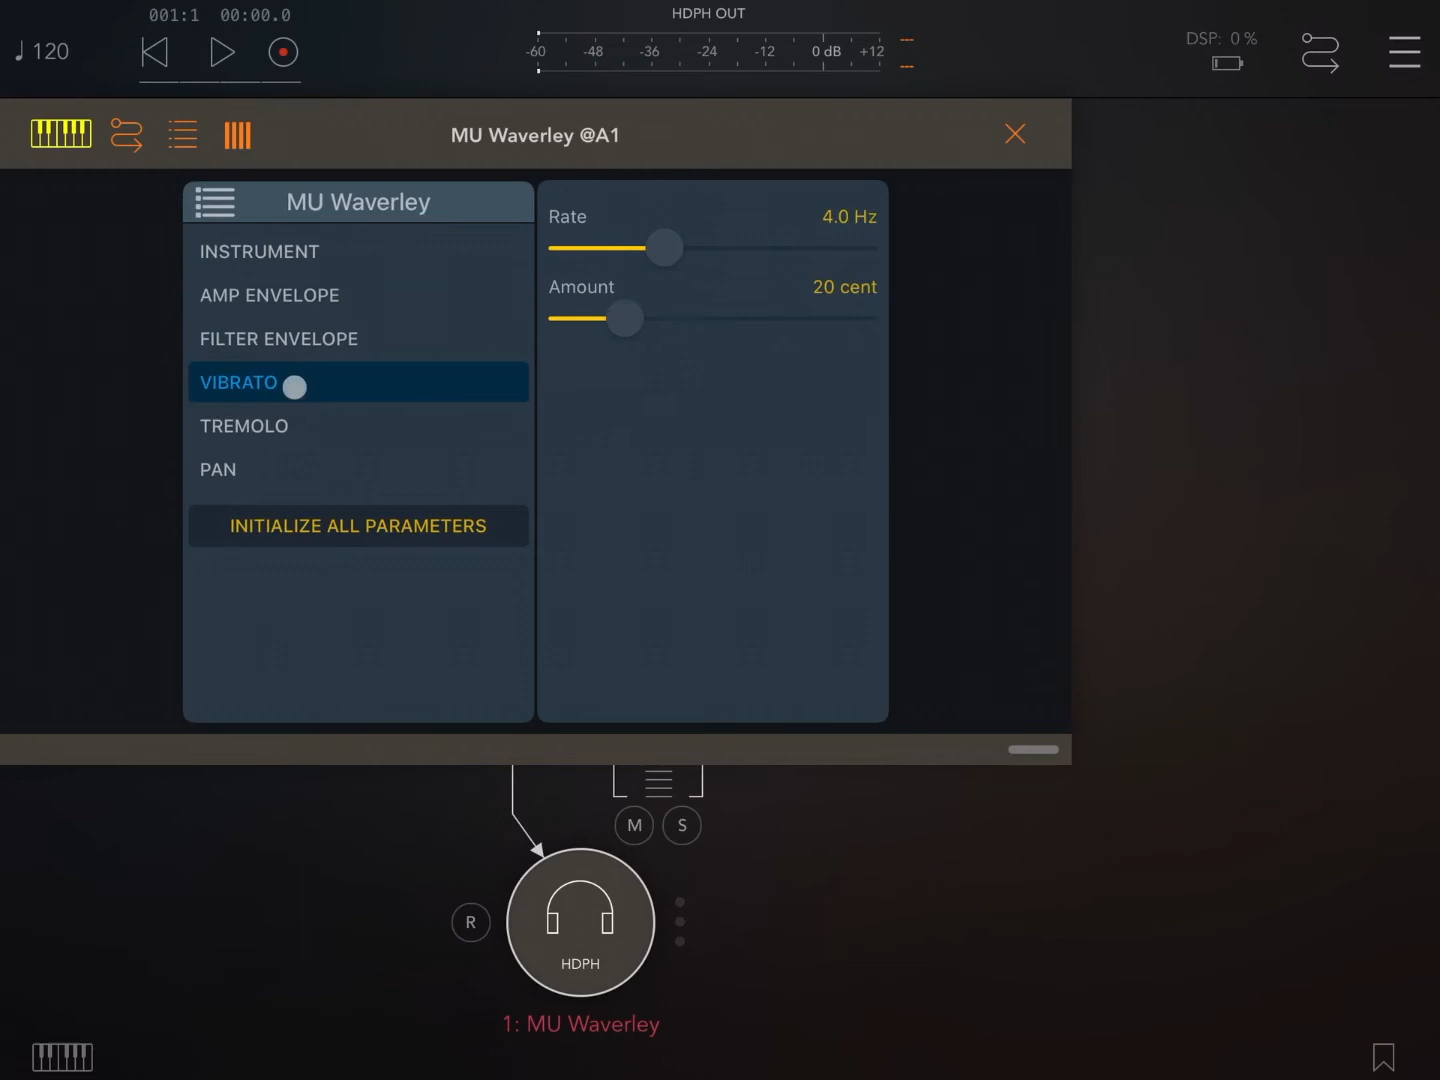 001:1 00:00.0
HDPH OUT
120
-60 -48 -36 -24 -12 0 dB +12
DSP: 0 %
MU Waverley @A1
MU Waverley
INSTRUMENT
AMP ENVELOPE
FILTER ENVELOPE
VIBRATO
TREMOLO
PAN
INITIALIZE ALL PARAMETERS
Rate 4.0 Hz
Amount 20 cent
M S
R
HDPH
1: MU Waverley